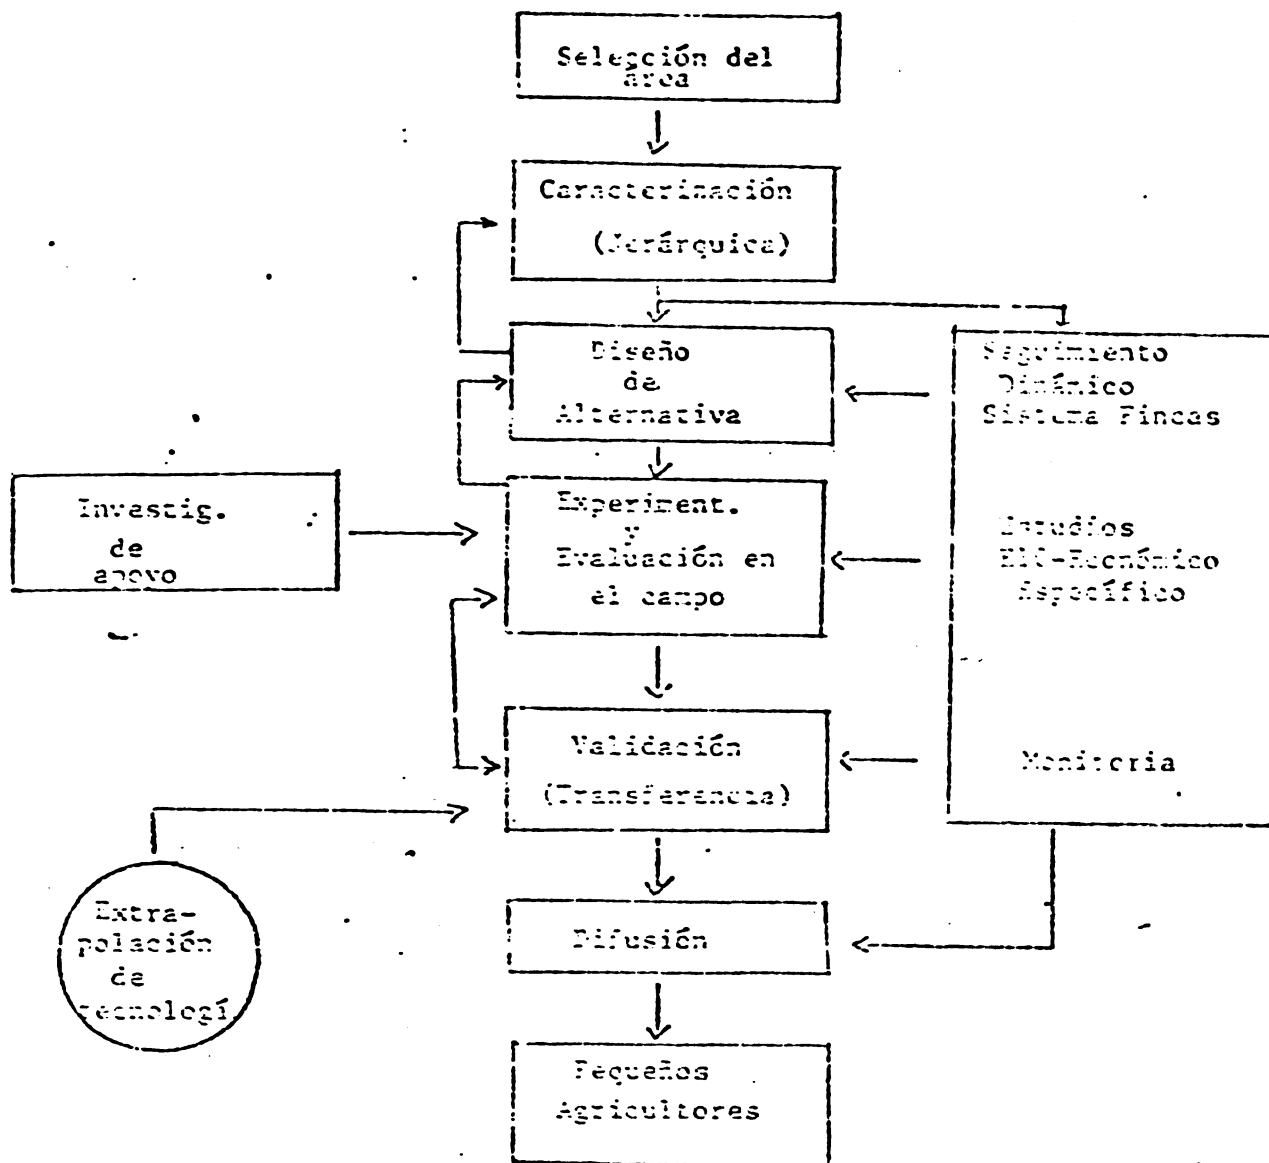 Selección del
área
Caracterización
(Jerárquica)
Diseño
de
Alternativa
Seguimiento
Dinámico
Sistema Fincas
Investig.
de
apoyo
Experiment.
y
Evaluación en
el campo
Estudios
-Económico
Específico
Validación
(Transferencia)
Monitoria
Extra-
polación
de
tecnologí
Difusión
Pequeños
Agricultores